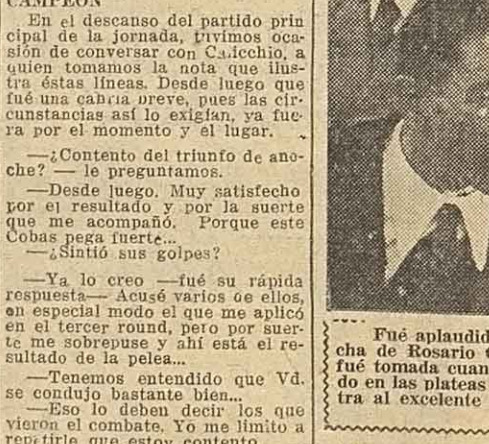 CAMPEON
En el descanso del partido prin
cipal de la jornada, tuvimos oca-
sión de conversar con Calicchio, a
quien tomamos la nota que ilus-
tra éstas líneas. Desde luego que
fué una breve, pues las cir-
cunstancias así lo exigían, ya fue-
ra por el momento y el lugar.
—¿Contento del triunfo de ano-
che? — le preguntamos.
—Desde luego. Muy satisfecho
por el resultado y por la suerte
que me acompañó. Porque este
Cobas pega fuerte...
—¿Sintió sus golpes?
—Ya lo creo —fué su rápida
respuesta— Acusé varios de ellos,
en especial modo el que me aplicó
en el tercer round, pero por suer-
te me sobrepuse y ahí está el re-
sultado de la pelea...
—Tenemos entendido que Vd.
se condujo bastante bien...
—Eso lo deben decir los que
vieron el combate. Yo me limito a
repetirle que estoy contento
Fué aplaudid
cha de Rosario t
fué tomada cuan
do en las plateas
tra al excelente